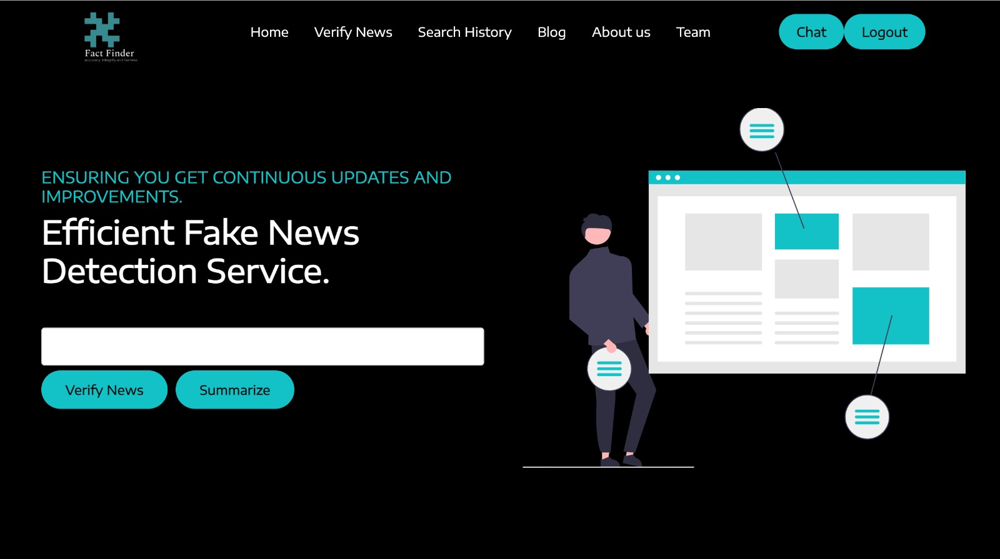 Fact Finder
accuracy, integrity and fairness
Home Verify News Search History Blog About us Team Chat Logout
ENSURING YOU GET CONTINUOUS UPDATES AND
IMPROVEMENTS.
Efficient Fake News
Detection Service.
Verify News Summarize